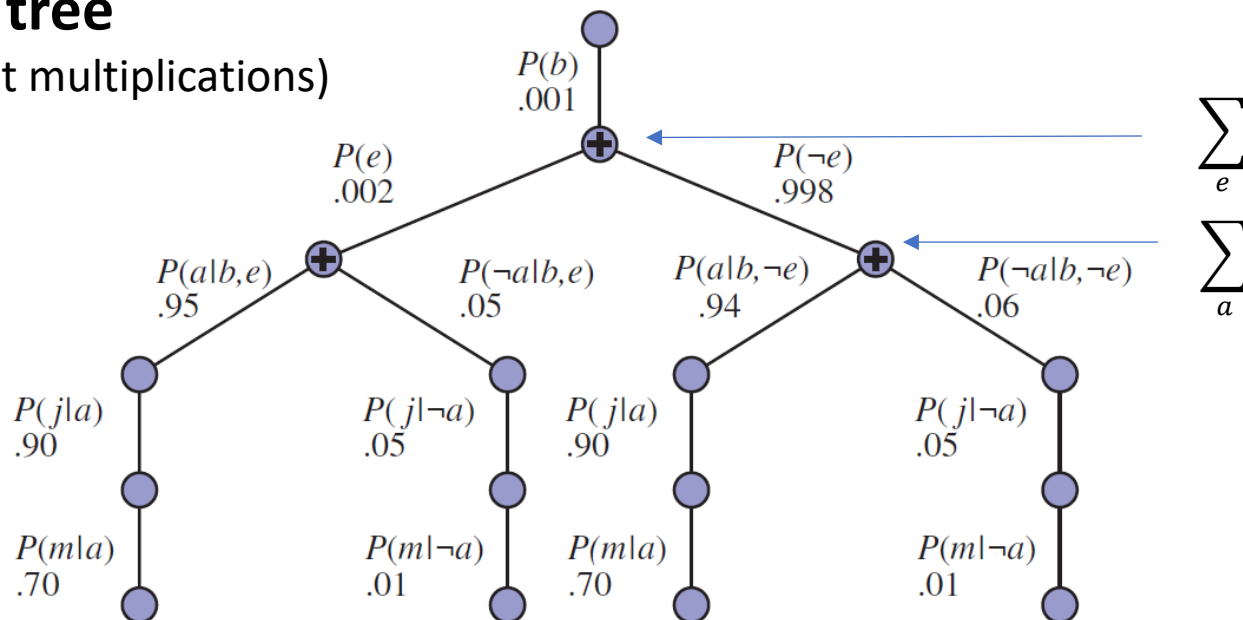 tree
t multiplications)
P(b)
.001
∑
e
P(e)
.002
P(¬e)
.998
∑
a
P(a|b,e)
.95
P(¬a|b,e)
.05
P(a|b,¬e)
.94
P(¬a|b,¬e)
.06
P(j|a)
.90
P(j|¬a)
.05
P(j|a)
.90
P(j|¬a)
.05
P(m|a)
.70
P(m|¬a)
.01
P(m|a)
.70
P(m|¬a)
.01